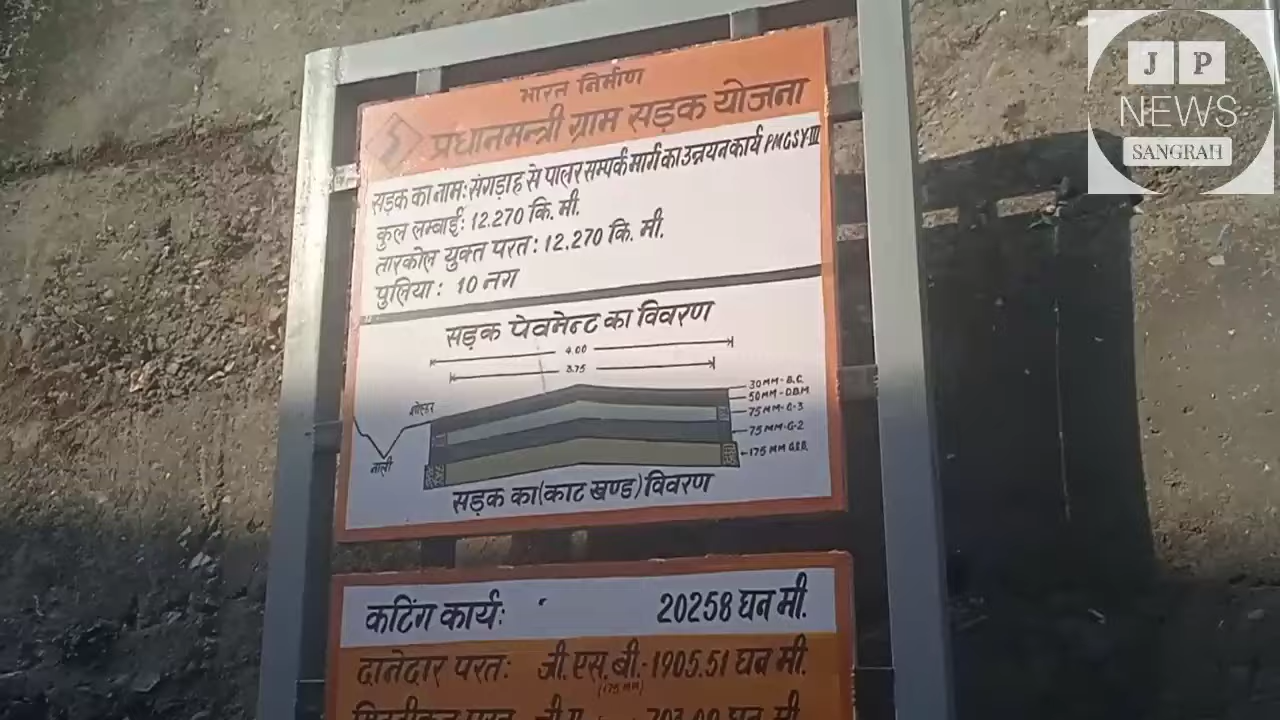 J P
NEWS
SANGRAH
भारत निर्माण
प्रधानमन्त्री ग्राम सड़क योजना
सड़क का नाम: संगड़ाह से पालर सम्पर्क मार्ग का उन्नयन कार्य PMGSY-III
कुल लम्बाई: 12.270 कि. मी.
तारकोल युक्त परत: 12.270 कि. मी.
पुलिया: 10 नग
सड़क पेवमेन्ट का विवरण
4.00
3.75
30MM-B.C.
50MM-D.B.M
75MM-G-3
75MM-G-2
175 MM G.S.B.
नाली
सड़क का (काट खण्ड) विवरण
कटिंग कार्य: 20258 घन मी.
दानेदार परत: जी. एस. बी.-1905.51 घन मी.
(175 MM)